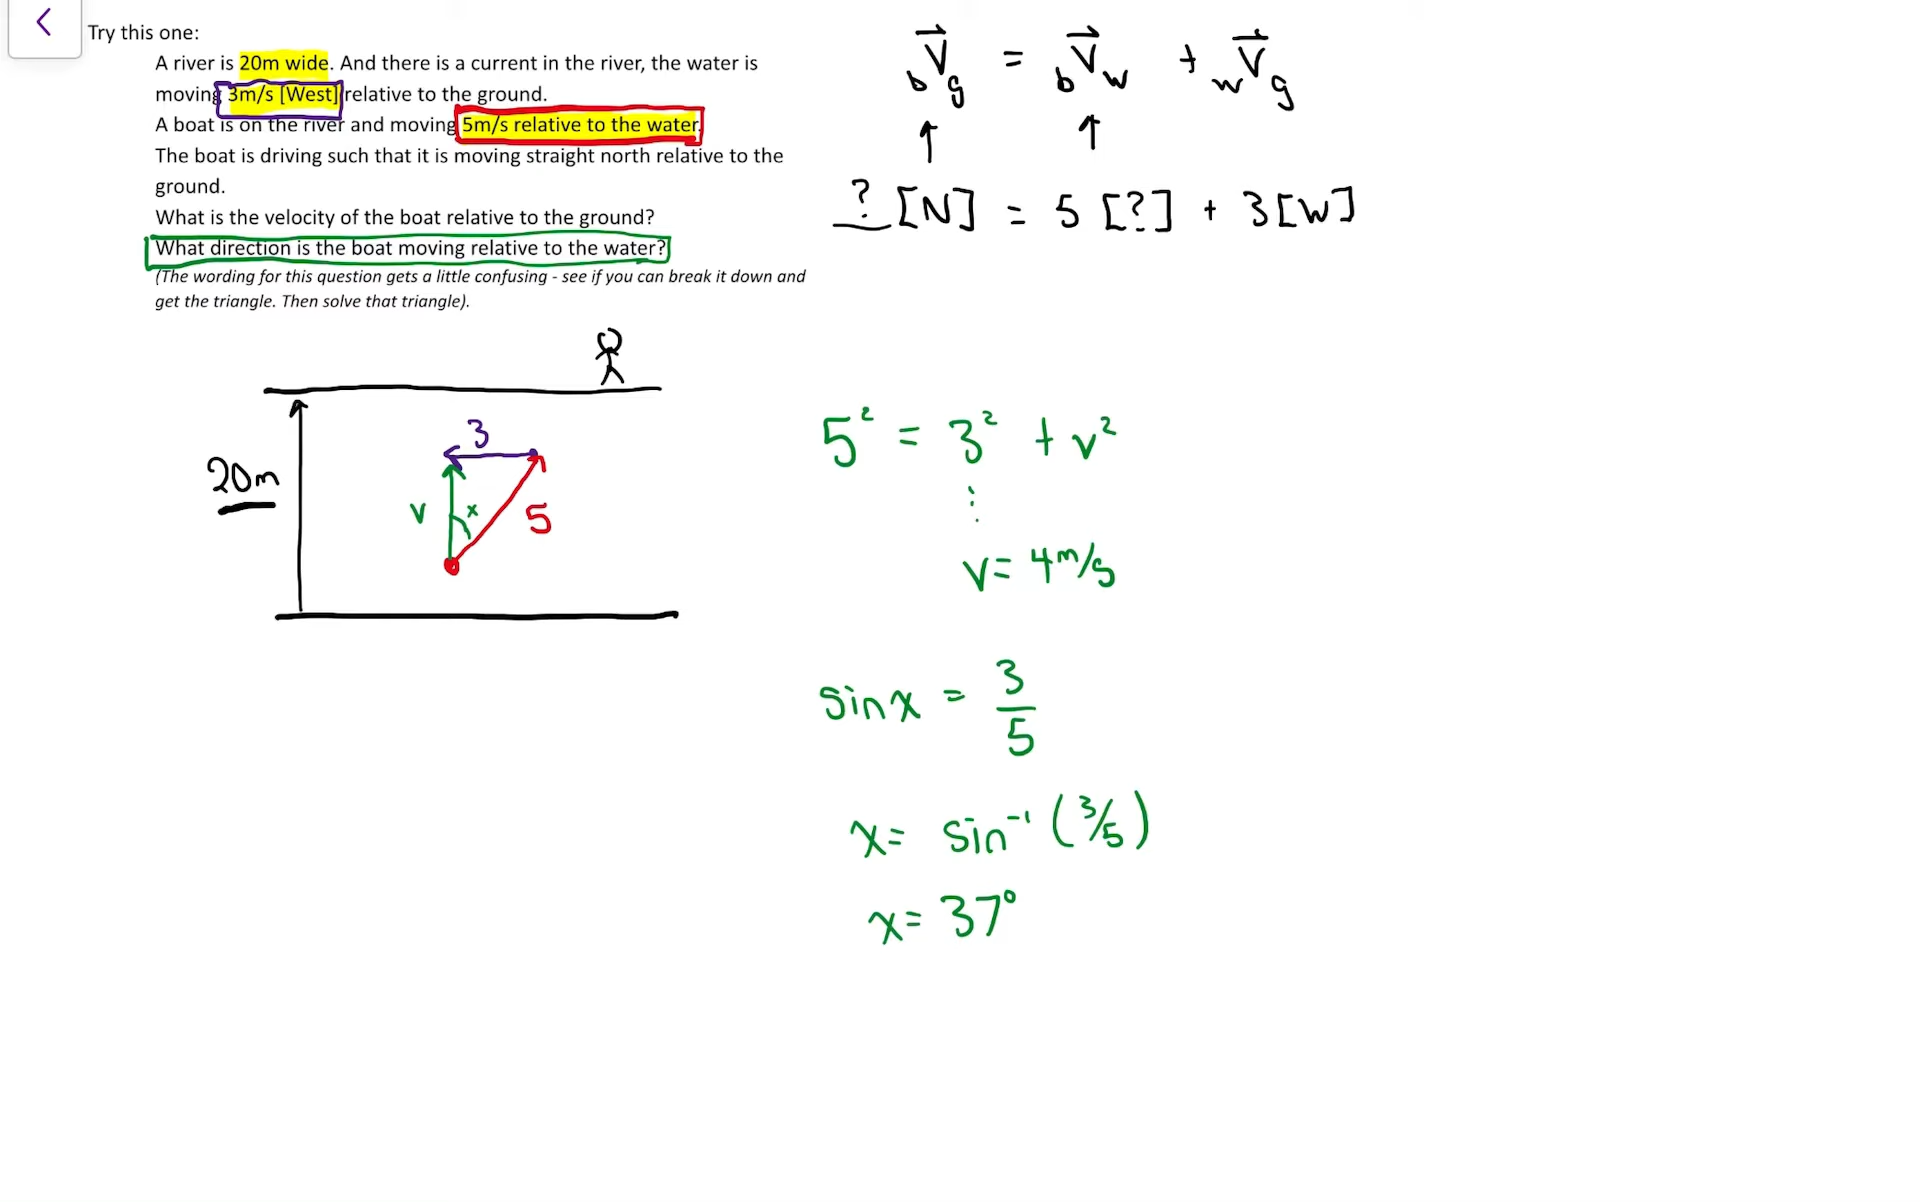 Try this one:
A river is 20m wide. And there is a current in the river, the water is
moving 3m/s [West] relative to the ground.
A boat is on the river and moving 5m/s relative to the water.
The boat is driving such that it is moving straight north relative to the
ground.
What is the velocity of the boat relative to the ground?
What direction is the boat moving relative to the water?
(The wording for this question gets a little confusing - see if you can break it down and
get the triangle. Then solve that triangle).
bV⃗g = bV⃗w + wV⃗g
? [N] = 5 [?] + 3 [W]
3
20m
v
x
5
5² = 3² + v²
⋮
v = 4 m/s
sin x = 3/5
x = sin⁻¹ (3/5)
x = 37°